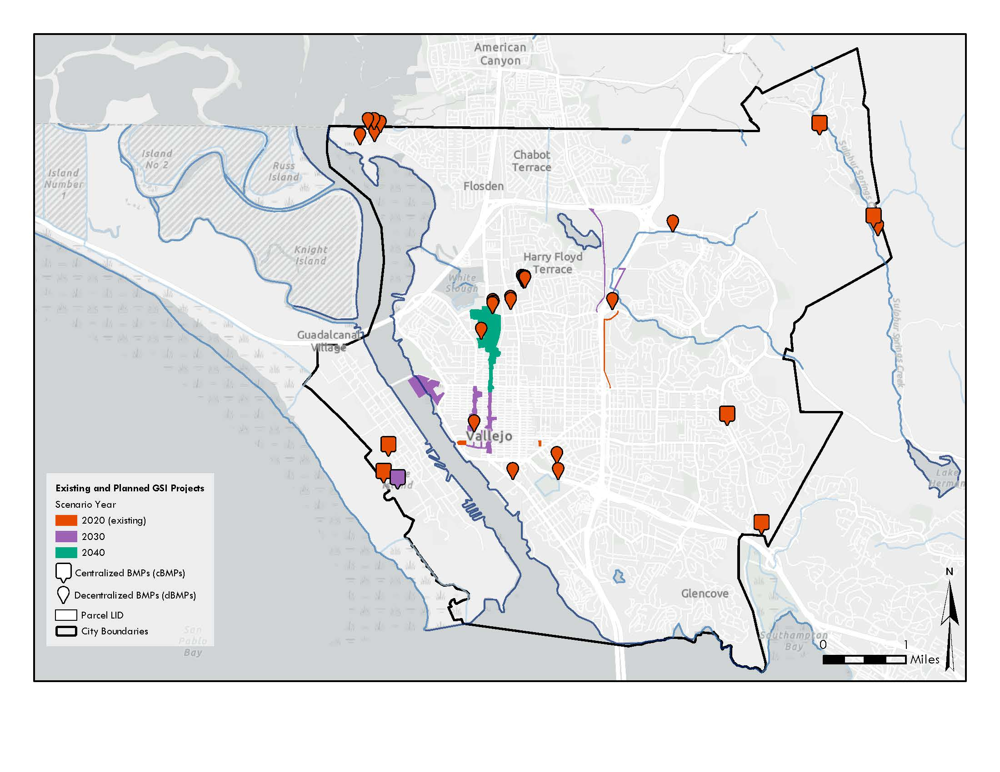 American
Canyon
Island
No 2
Russ
Island
Island
Number
1
Chabot
Terrace
Flosden
Sulphur Springs
Knight
Island
Harry Floyd
Terrace
White
Slough
Guadalcanal
Village
Sulphur Springs Creek
Vallejo
Island
Lake
Herman
Glencove
Southampton
Bay
San
Pablo
Bay
Existing and Planned GSI Projects
Scenario Year
2020 (existing)
2030
2040
Centralized BMPs (cBMPs)
Decentralized BMPs (dBMPs)
Parcel LID
City Boundaries
N
0 1
Miles